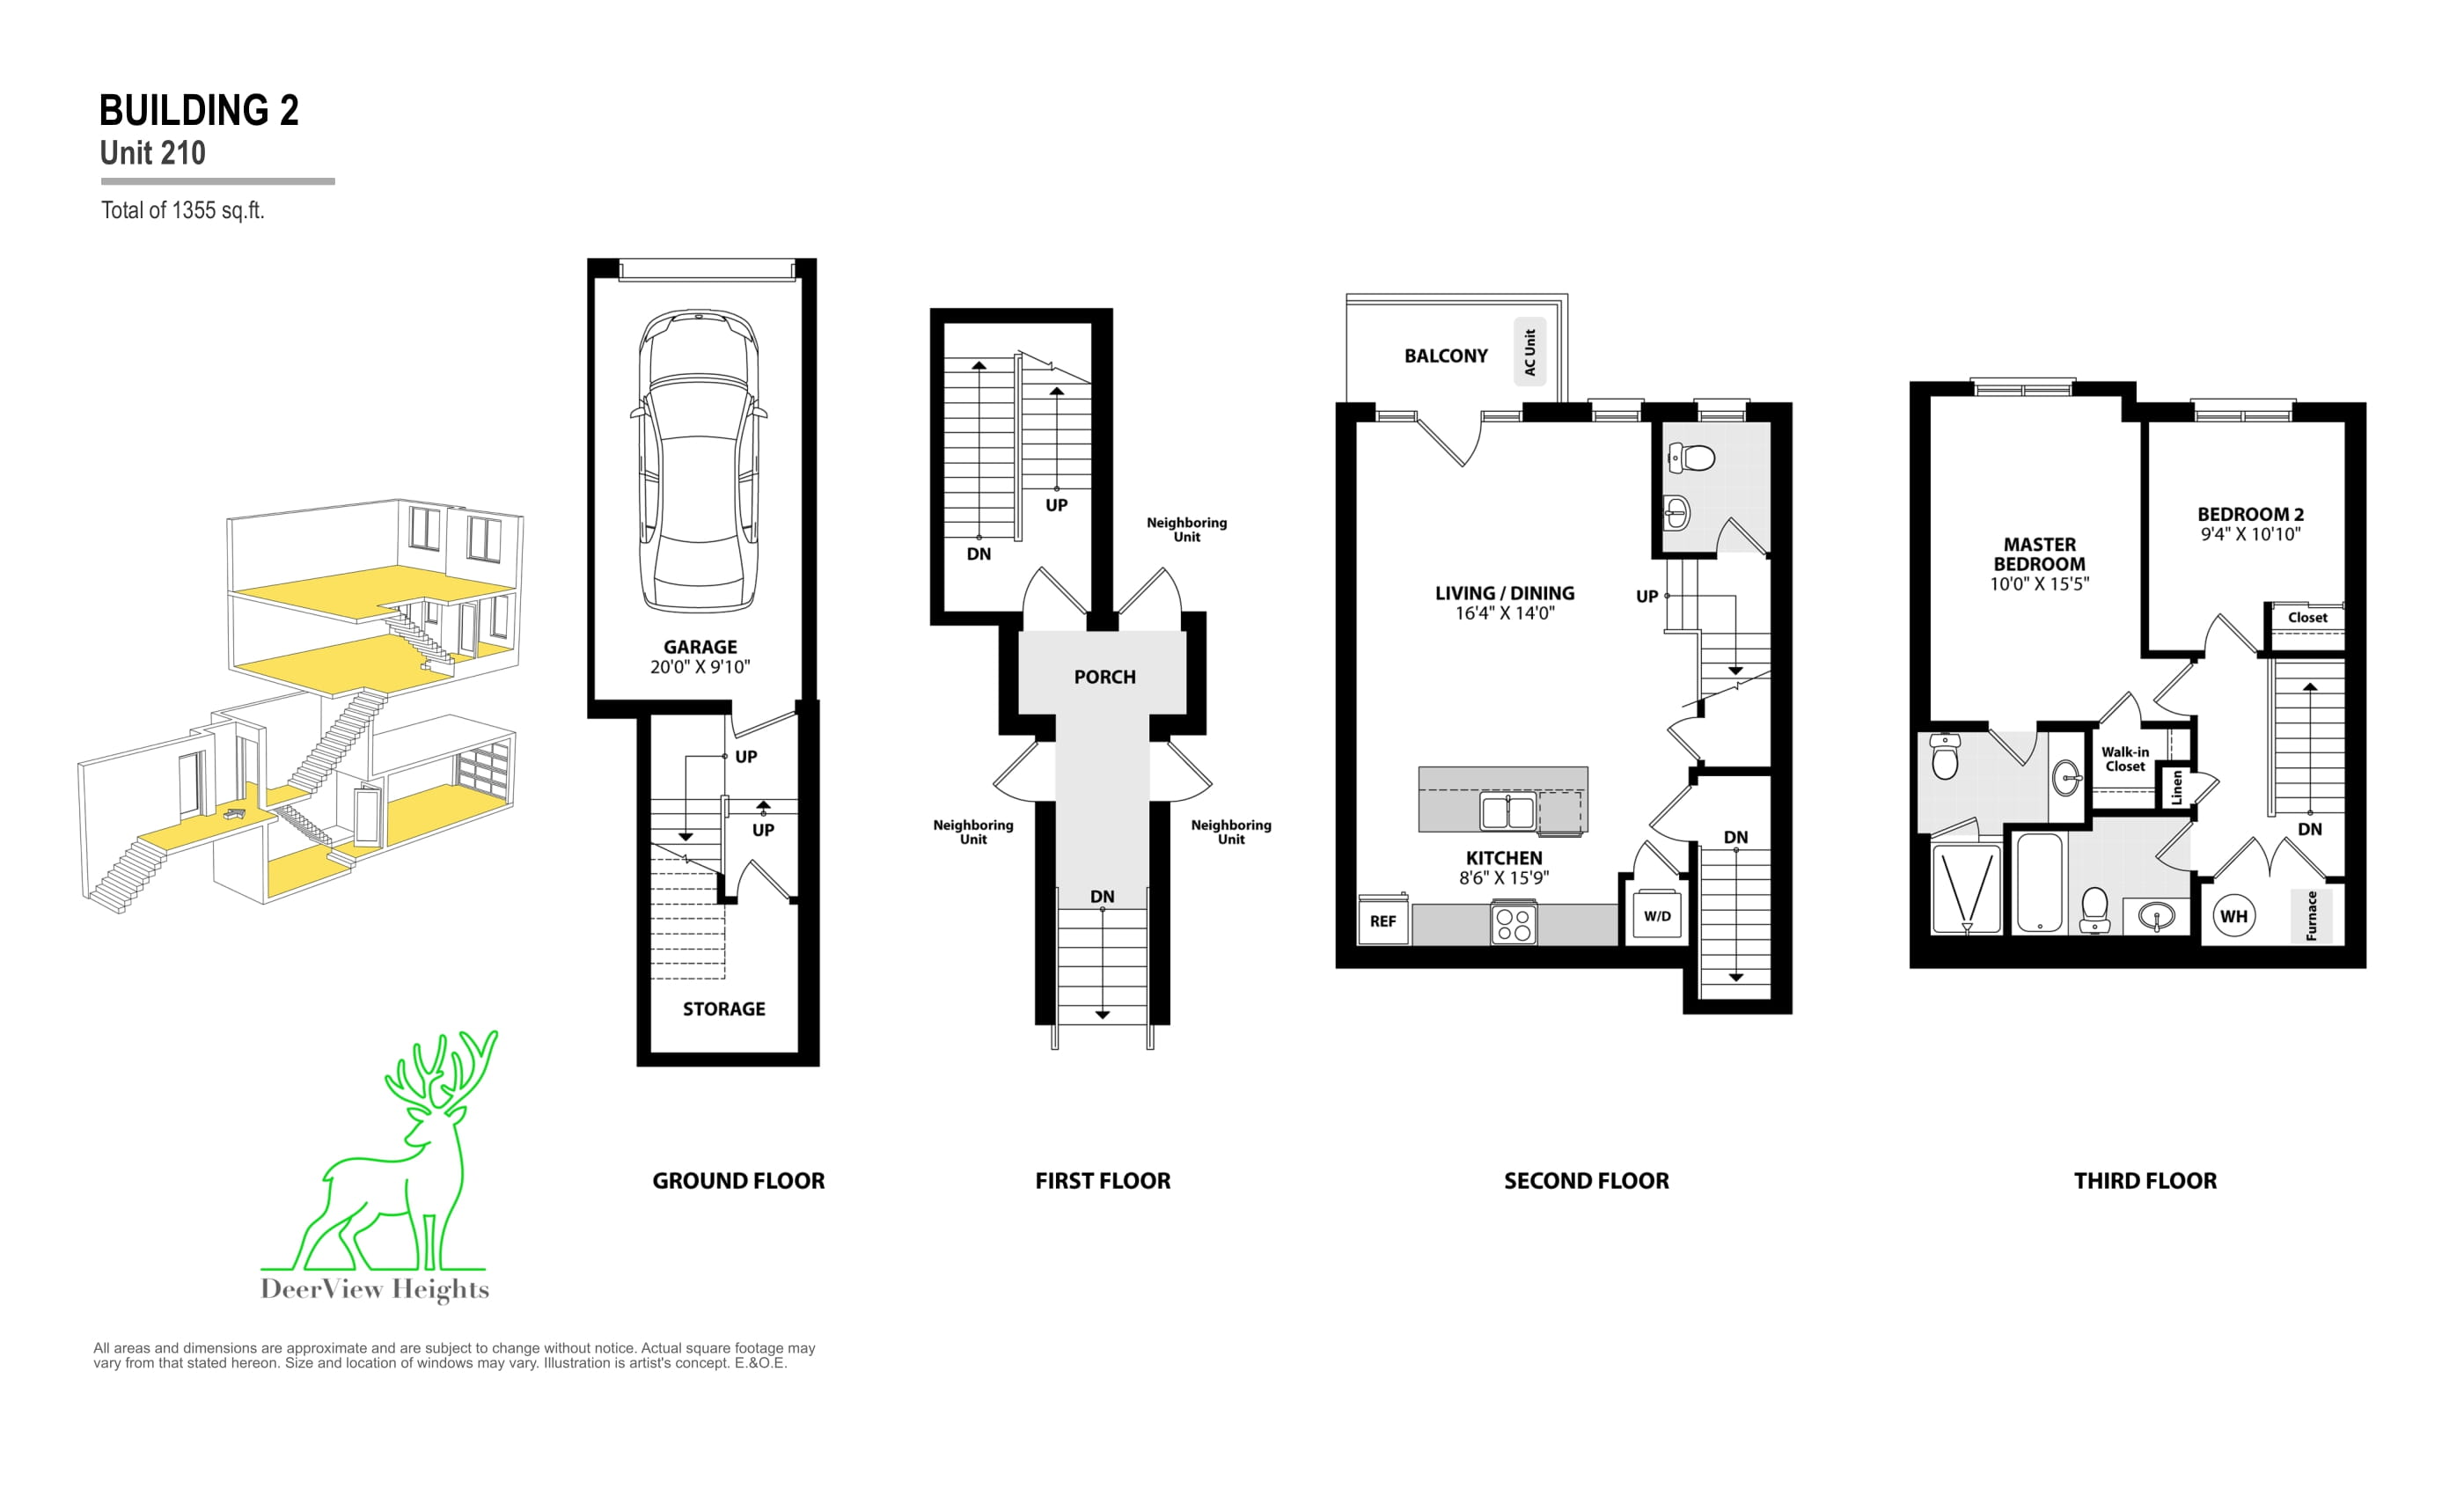 BUILDING 2
Unit 210
Total of 1355 sq.ft.
GARAGE
20'0" X 9'10"
UP
UP
STORAGE
GROUND FLOOR
UP
DN
Neighboring
Unit
PORCH
Neighboring
Unit
Neighboring
Unit
DN
FIRST FLOOR
BALCONY
AC Unit
LIVING / DINING
16'4" X 14'0"
UP
DN
KITCHEN
8'6" X 15'9"
REF
W/D
SECOND FLOOR
BEDROOM 2
9'4" X 10'10"
MASTER
BEDROOM
10'0" X 15'5"
Closet
Walk-in
Closet
Linen
DN
WH
Furnace
THIRD FLOOR
DeerView Heights
All areas and dimensions are approximate and are subject to change without notice. Actual square footage may
vary from that stated hereon. Size and location of windows may vary. Illustration is artist's concept. E.&O.E.